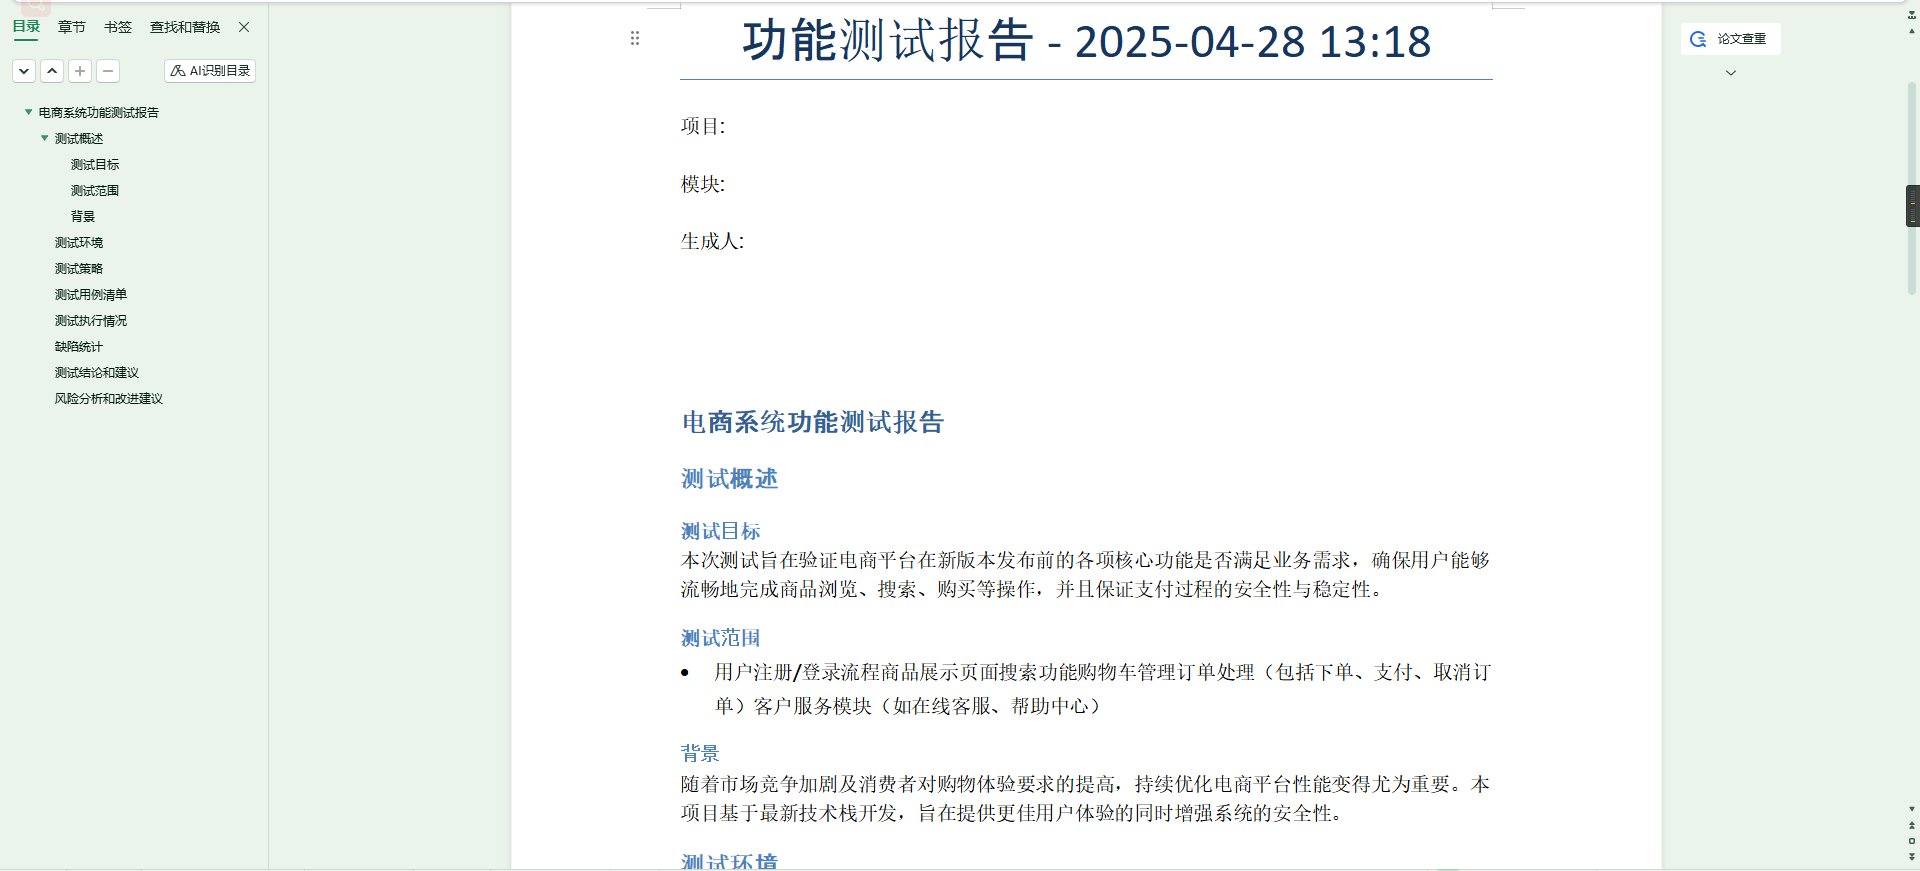 目录 章节 书签 查找和替换
AI识别目录
电商系统功能测试报告
测试概述
测试目标
测试范围
背景
测试环境
测试策略
测试用例清单
测试执行情况
缺陷统计
测试结论和建议
风险分析和改进建议
功能测试报告 - 2025-04-28 13:18
项目:
模块:
生成人:
电商系统功能测试报告
测试概述
测试目标
本次测试旨在验证电商平台在新版本发布前的各项核心功能是否满足业务需求，确保用户能够
流畅地完成商品浏览、搜索、购买等操作，并且保证支付过程的安全性与稳定性。
测试范围
• 用户注册/登录流程商品展示页面搜索功能购物车管理订单处理（包括下单、支付、取消订
单）客户服务模块（如在线客服、帮助中心）
背景
随着市场竞争加剧及消费者对购物体验要求的提高，持续优化电商平台性能变得尤为重要。本
项目基于最新技术栈开发，旨在提供更佳用户体验的同时增强系统的安全性。
测试环境
论文查重